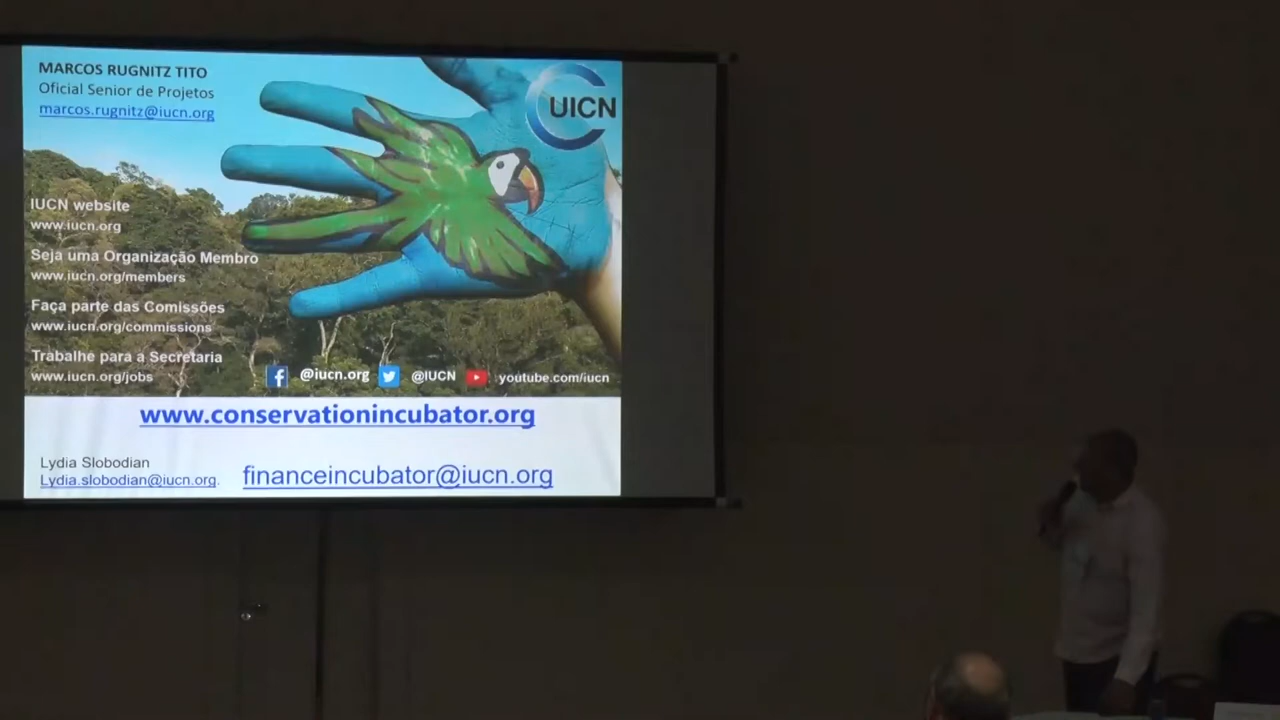 MARCOS RUGNITZ TITO
Oficial Senior de Projetos
marcos.rugnitz@iucn.org
UICN
IUCN website
www.iucn.org
Seja uma Organização Membro
www.iucn.org/members
Faça parte das Comissões
www.iucn.org/commissions
Trabalhe para a Secretaria
www.iucn.org/jobs
@iucn.org @IUCN youtube.com/iucn
www.conservationincubator.org
Lydia Slobodian
Lydia.slobodian@iucn.org.
financeincubator@iucn.org